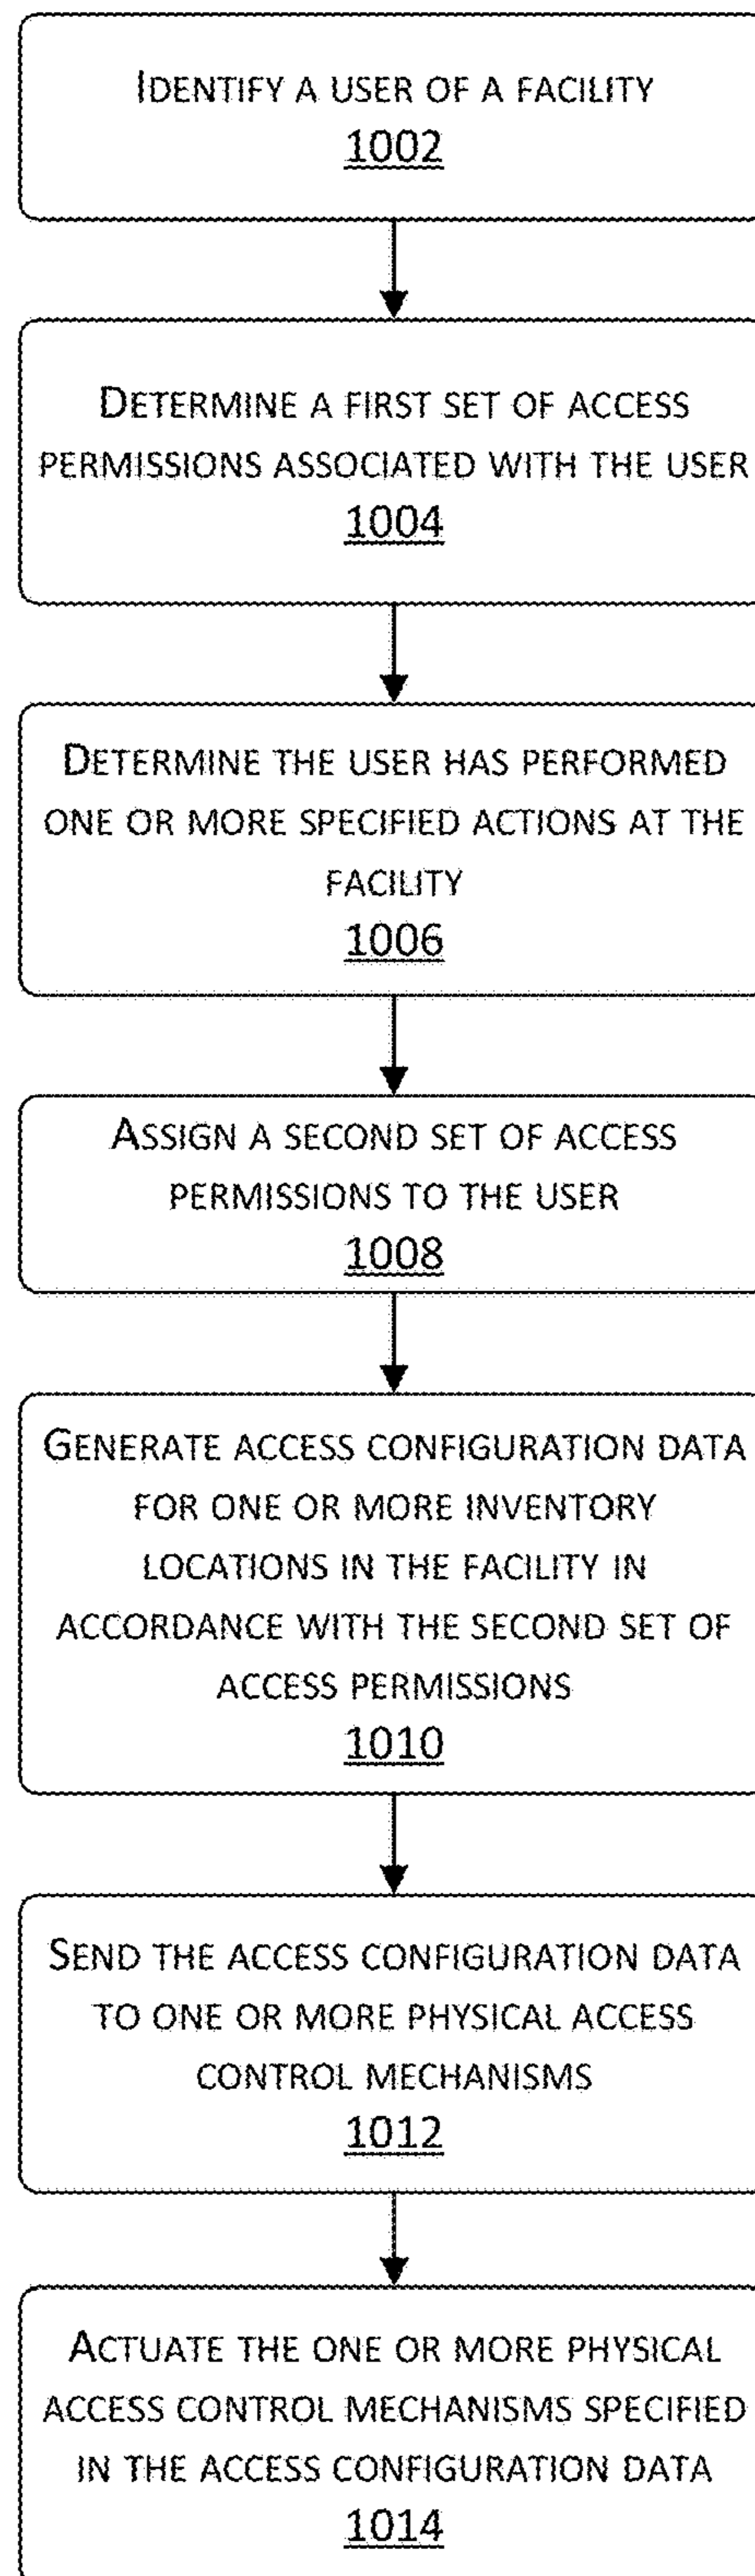 IDENTIFY A USER OF A FACILITY
1002
DETERMINE A FIRST SET OF ACCESS
PERMISSIONS ASSOCIATED WITH THE USER
1004
DETERMINE THE USER HAS PERFORMED
ONE OR MORE SPECIFIED ACTIONS AT THE
FACILITY
1006
ASSIGN A SECOND SET OF ACCESS
PERMISSIONS TO THE USER
1008
GENERATE ACCESS CONFIGURATION DATA
FOR ONE OR MORE INVENTORY
LOCATIONS IN THE FACILITY IN
ACCORDANCE WITH THE SECOND SET OF
ACCESS PERMISSIONS
1010
SEND THE ACCESS CONFIGURATION DATA
TO ONE OR MORE PHYSICAL ACCESS
CONTROL MECHANISMS
1012
ACTUATE THE ONE OR MORE PHYSICAL
ACCESS CONTROL MECHANISMS SPECIFIED
IN THE ACCESS CONFIGURATION DATA
1014